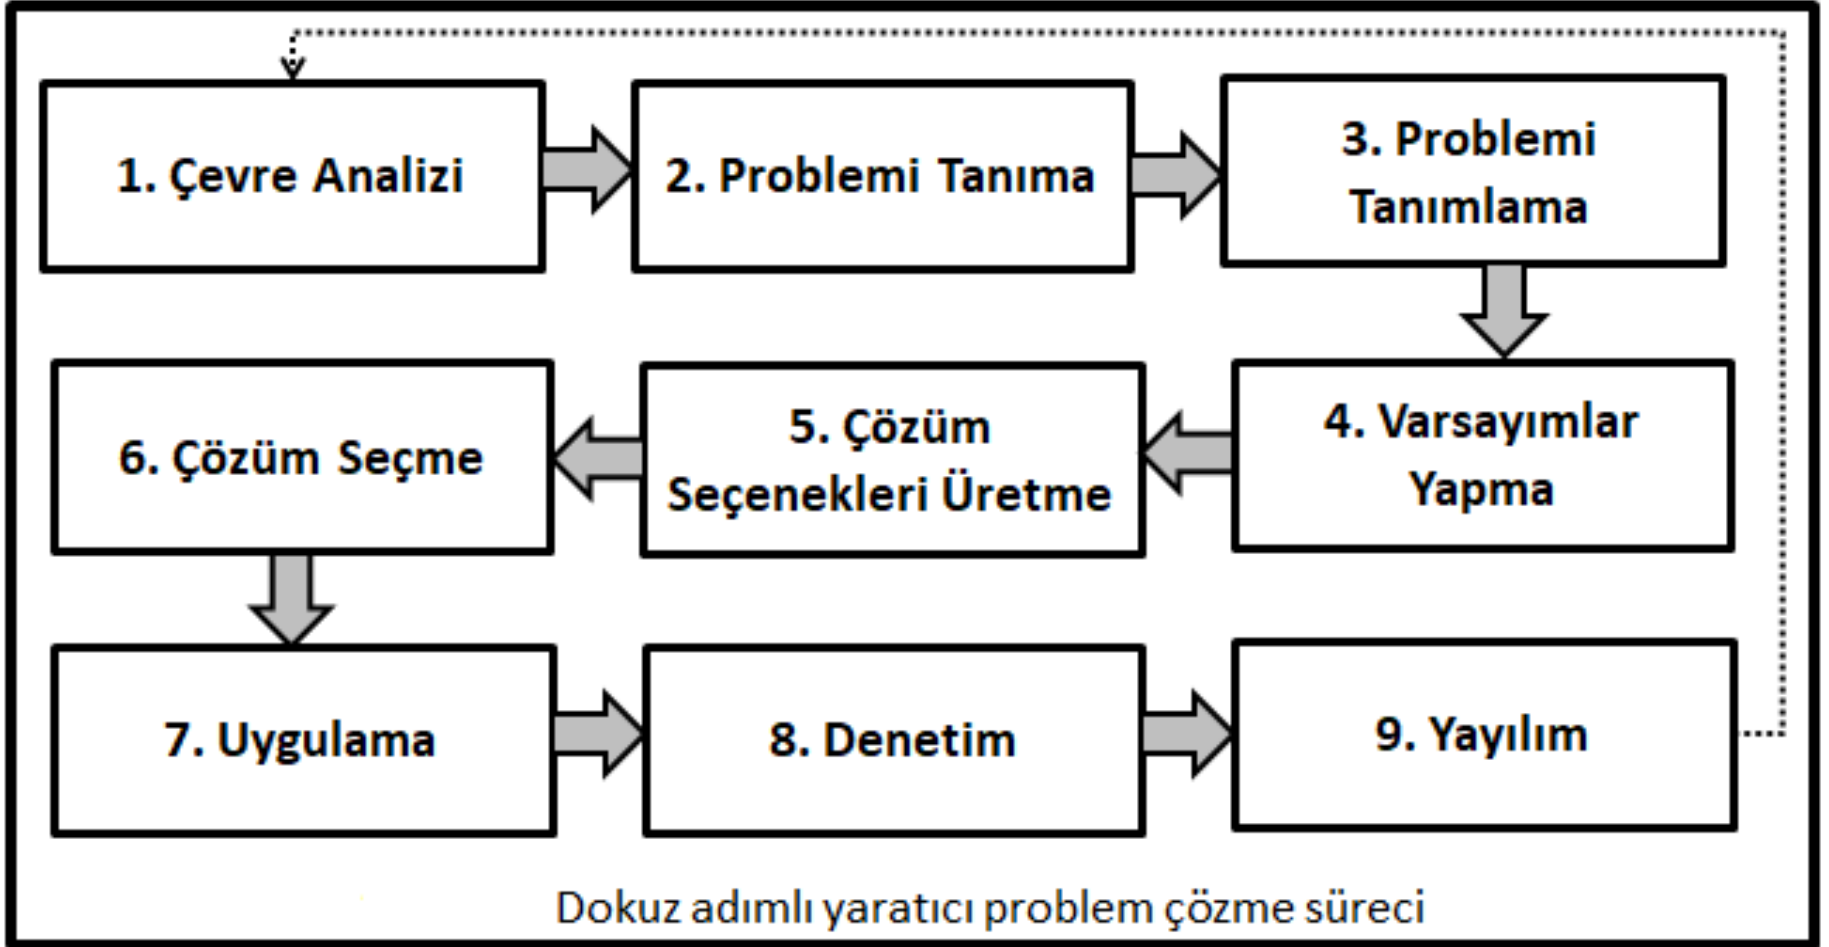 1. Çevre Analizi
2. Problemi Tanıma
3. Problemi
Tanımlama
4. Varsayımlar
Yapma
5. Çözüm
Seçenekleri Üretme
6. Çözüm Seçme
7. Uygulama
8. Denetim
9. Yayılım
Dokuz adımlı yaratıcı problem çözme süreci